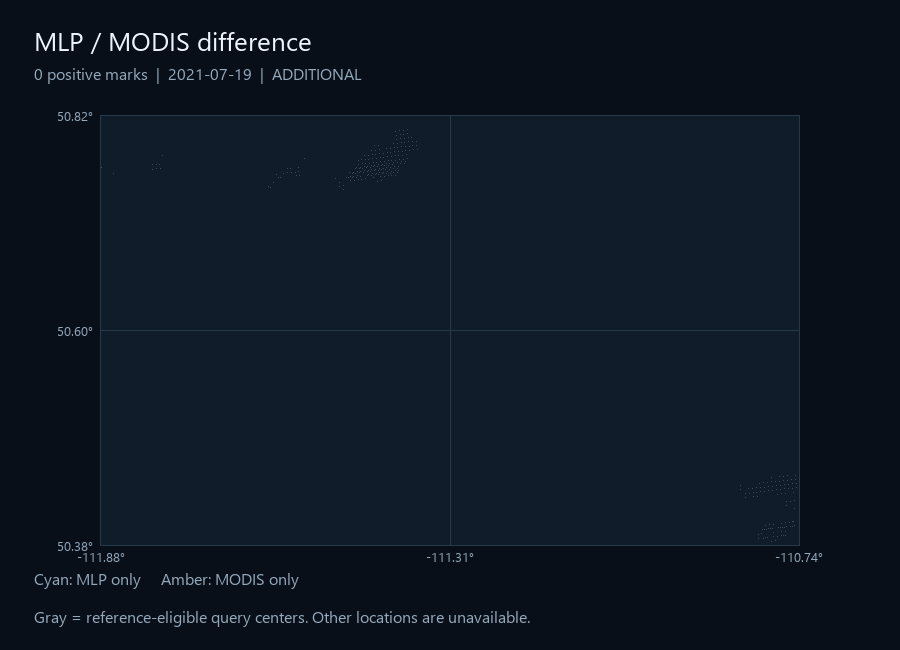 MLP / MODIS difference
0 positive marks | 2021-07-19 | ADDITIONAL
50.82°
50.60°
50.38°
-111.88° -111.31° -110.74°
Cyan: MLP only Amber: MODIS only
Gray = reference-eligible query centers. Other locations are unavailable.